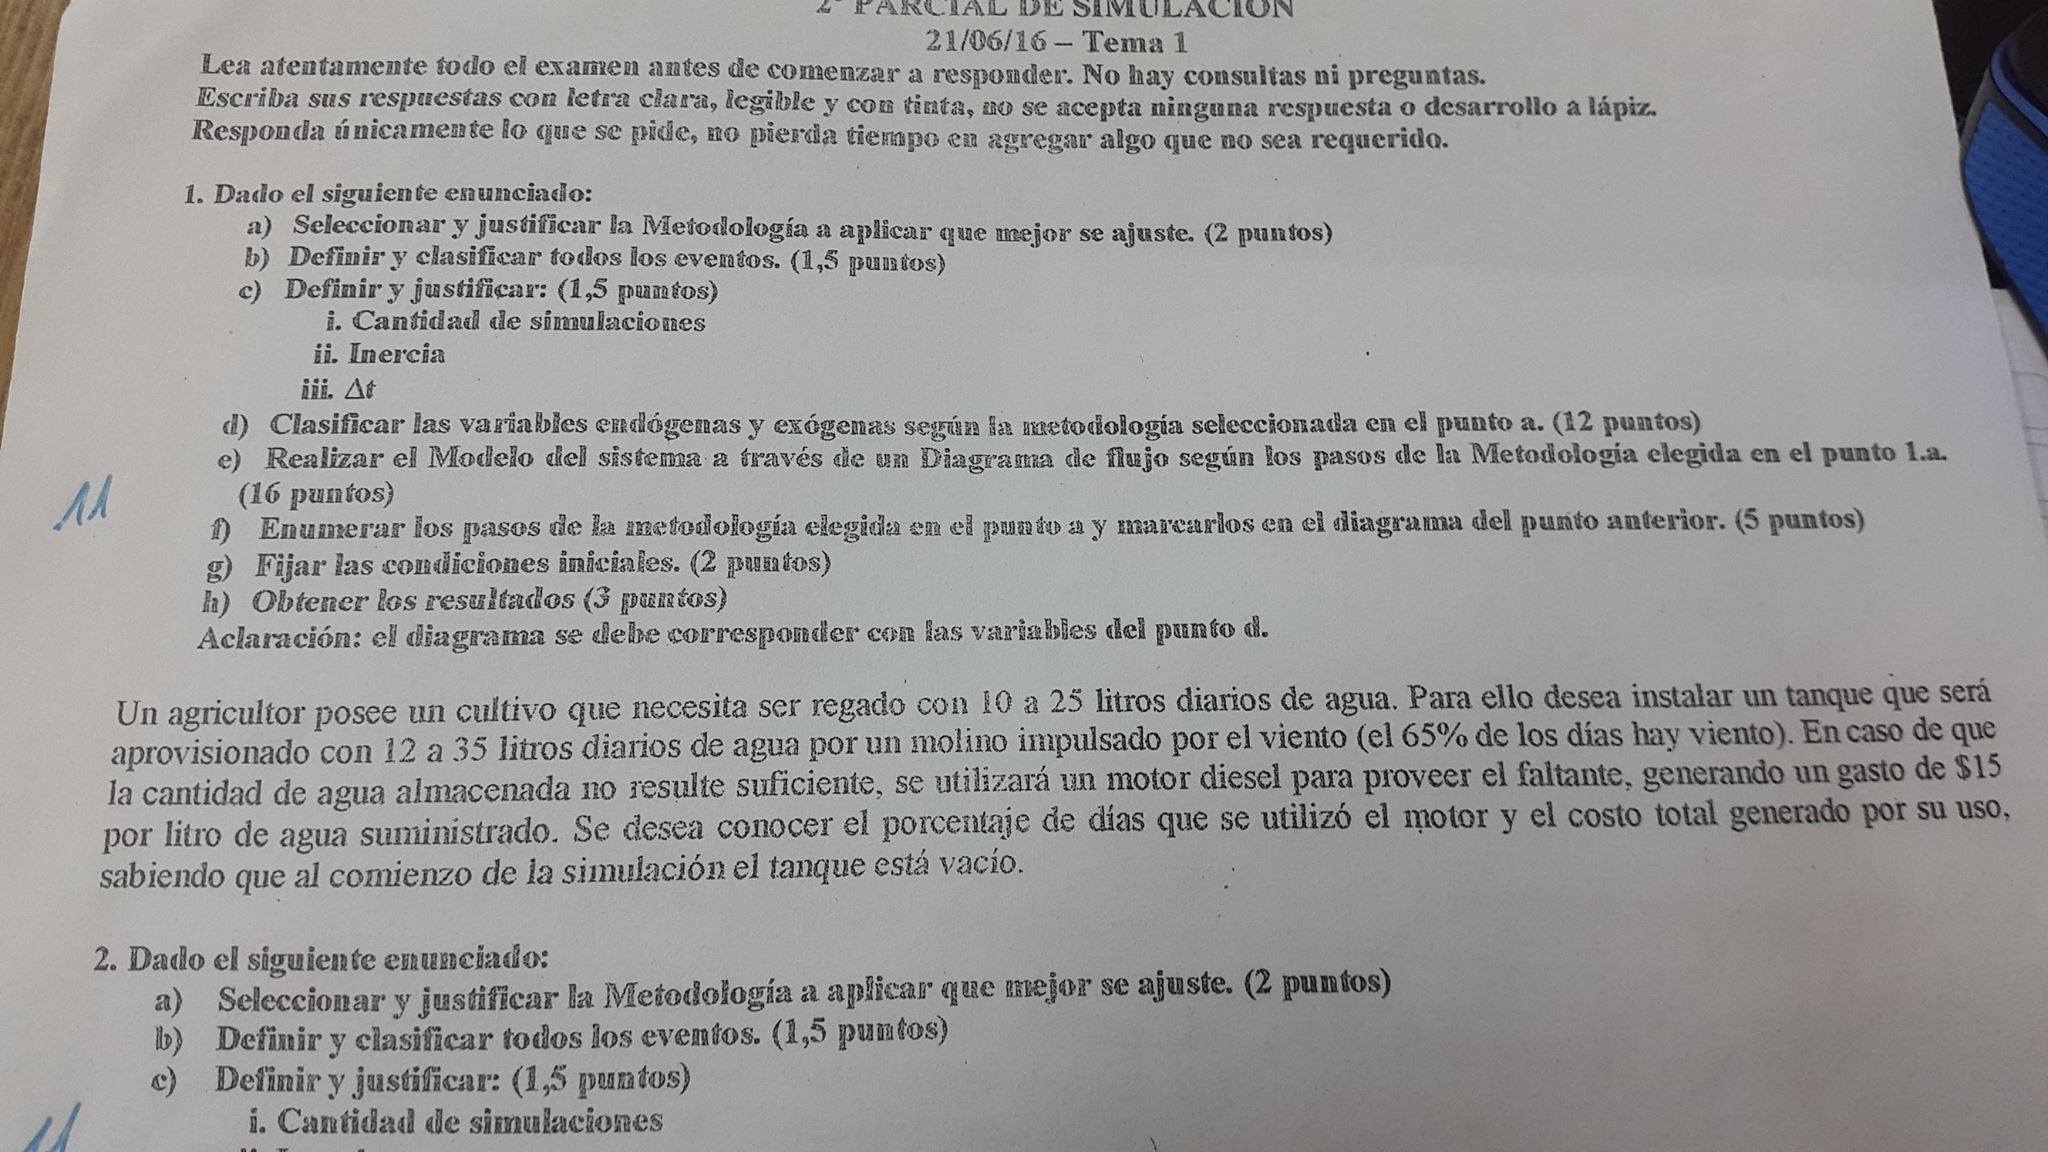 2º PARCIAL DE SIMULACIÓN
21/06/16 – Tema 1
Lea atentamente todo el examen antes de comenzar a responder. No hay consultas ni preguntas.
Escriba sus respuestas con letra clara, legible y con tinta, no se acepta ninguna respuesta o desarrollo a lápiz.
Responda únicamente lo que se pide, no pierda tiempo en agregar algo que no sea requerido.
1. Dado el siguiente enunciado:
a) Seleccionar y justificar la Metodología a aplicar que mejor se ajuste. (2 puntos)
b) Definir y clasificar todos los eventos. (1,5 puntos)
c) Definir y justificar: (1,5 puntos)
i. Cantidad de simulaciones
ii. Inercia
iii. Δt
d) Clasificar las variables endógenas y exógenas según la metodología seleccionada en el punto a. (12 puntos)
e) Realizar el Modelo del sistema a través de un Diagrama de flujo según los pasos de la Metodología elegida en el punto 1.a.
(16 puntos)
11
f) Enumerar los pasos de la metodología elegida en el punto a y marcarlos en el diagrama del punto anterior. (5 puntos)
g) Fijar las condiciones iniciales. (2 puntos)
h) Obtener los resultados (3 puntos)
Aclaración: el diagrama se debe corresponder con las variables del punto d.
Un agricultor posee un cultivo que necesita ser regado con 10 a 25 litros diarios de agua. Para ello desea instalar un tanque que será
aprovisionado con 12 a 35 litros diarios de agua por un molino impulsado por el viento (el 65% de los días hay viento). En caso de que
la cantidad de agua almacenada no resulte suficiente, se utilizará un motor diesel para proveer el faltante, generando un gasto de $15
por litro de agua suministrado. Se desea conocer el porcentaje de días que se utilizó el motor y el costo total generado por su uso,
sabiendo que al comienzo de la simulación el tanque está vacío.
2. Dado el siguiente enunciado:
a) Seleccionar y justificar la Metodología a aplicar que mejor se ajuste. (2 puntos)
b) Definir y clasificar todos los eventos. (1,5 puntos)
c) Definir y justificar: (1,5 puntos)
i. Cantidad de simulaciones